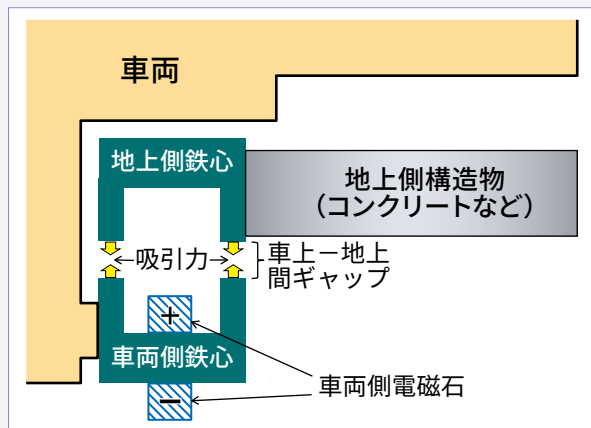 車両
地上側鉄心
地上側構造物
（コンクリートなど）
吸引力
車上－地上
間ギャップ
＋
車両側鉄心
車両側電磁石
－